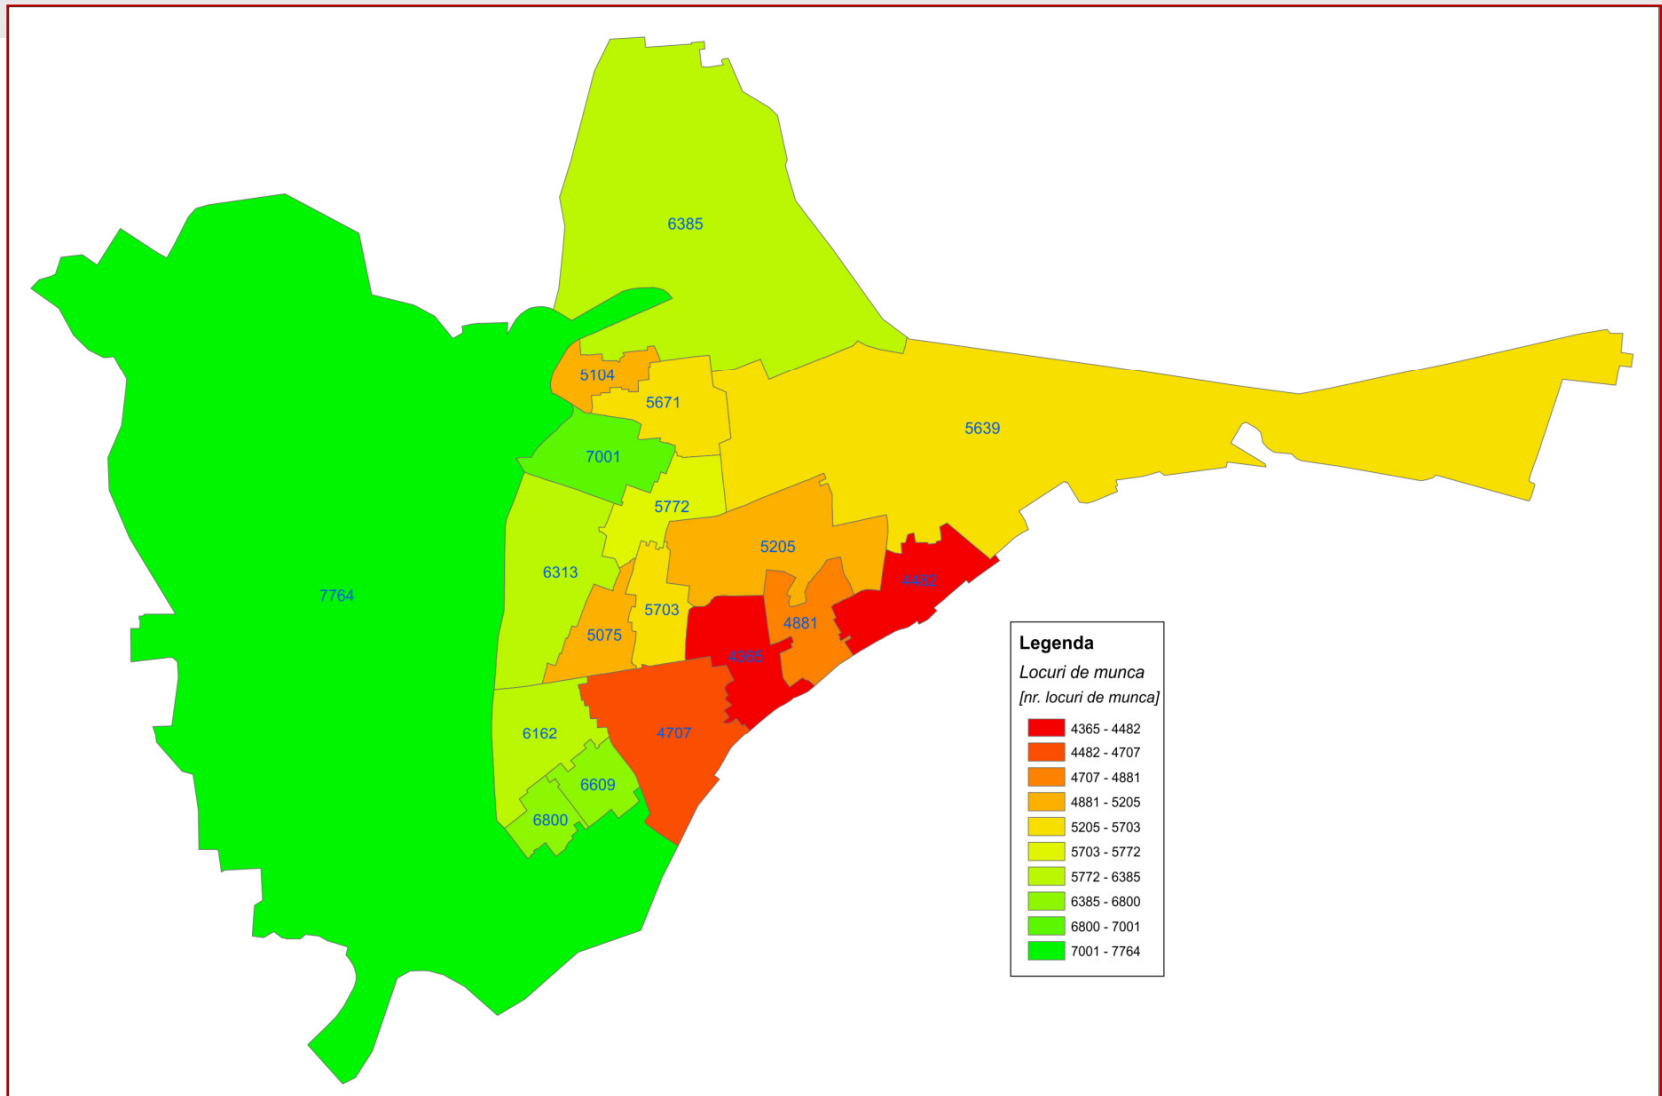 6385
5104
5671
5639
7001
5772
5205
6313
4482
7764
5703
4881
5075
4365
6162
4707
6609
6800
Legenda
Locuri de munca
[nr. locuri de munca]
4365 - 4482
4482 - 4707
4707 - 4881
4881 - 5205
5205 - 5703
5703 - 5772
5772 - 6385
6385 - 6800
6800 - 7001
7001 - 7764